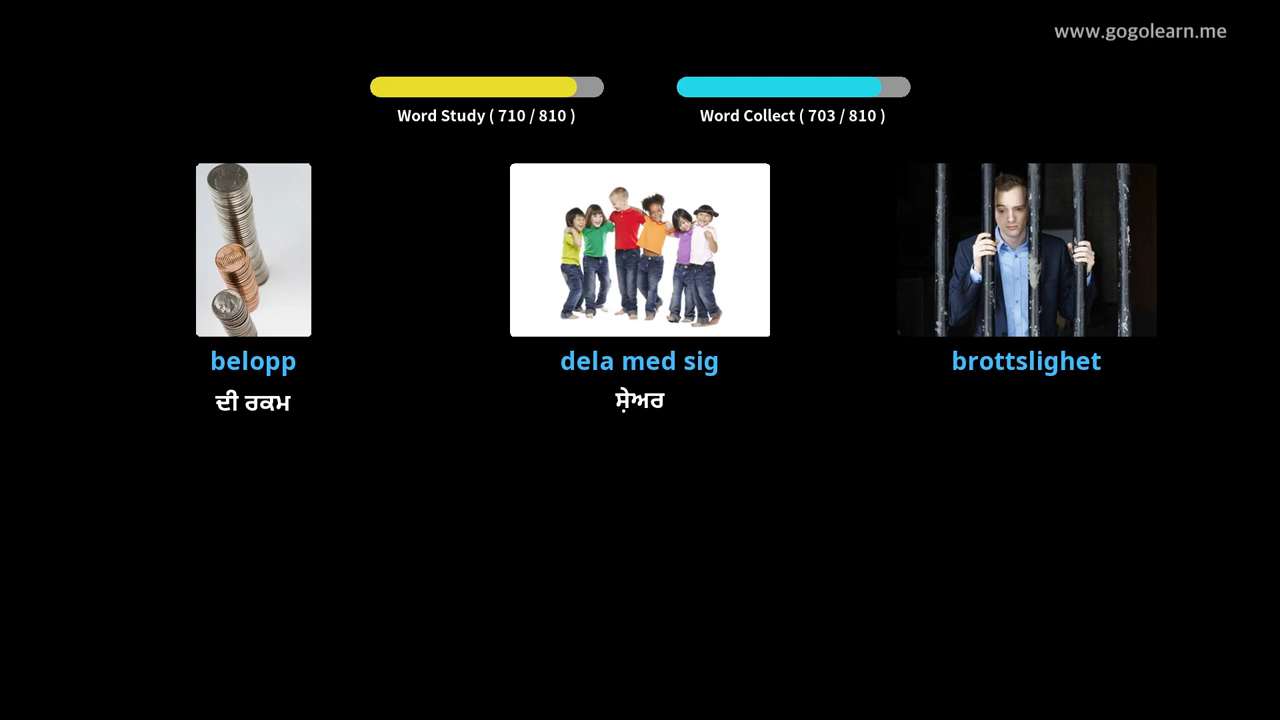 www.gogolearn.me
Word Study ( 710 / 810 )
Word Collect ( 703 / 810 )
belopp
dela med sig
brottslighet
ਦੀ ਰਕਮ
ਸ਼ੇਅਰ